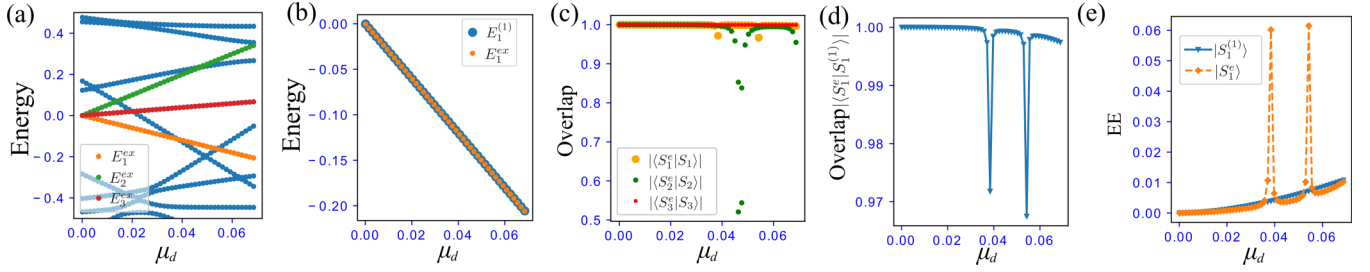 (a)
Energy
0.4
0.2
0.0
−0.2
−0.4
E_1^{ex}
E_2^{ex}
E_3^{ex}
0.00 0.02 0.04 0.06
μ_d
(b)
Energy
0.00
−0.05
−0.10
−0.15
−0.20
E_1^{(1)}
E_1^{ex}
0.00 0.02 0.04 0.06
μ_d
(c)
Overlap
1.0
0.9
0.8
0.7
0.6
0.5
|⟨S_1^e|S_1⟩|
|⟨S_2^e|S_2⟩|
|⟨S_3^e|S_3⟩|
0.00 0.02 0.04 0.06
μ_d
(d)
Overlap|⟨S_1^e|S_1^{(1)}⟩|
1.00
0.99
0.98
0.97
0.00 0.02 0.04 0.06
μ_d
(e)
EE
0.06
0.05
0.04
0.03
0.02
0.01
0.00
|S_1^{(1)}⟩
|S_1^e⟩
0.00 0.02 0.04 0.06
μ_d